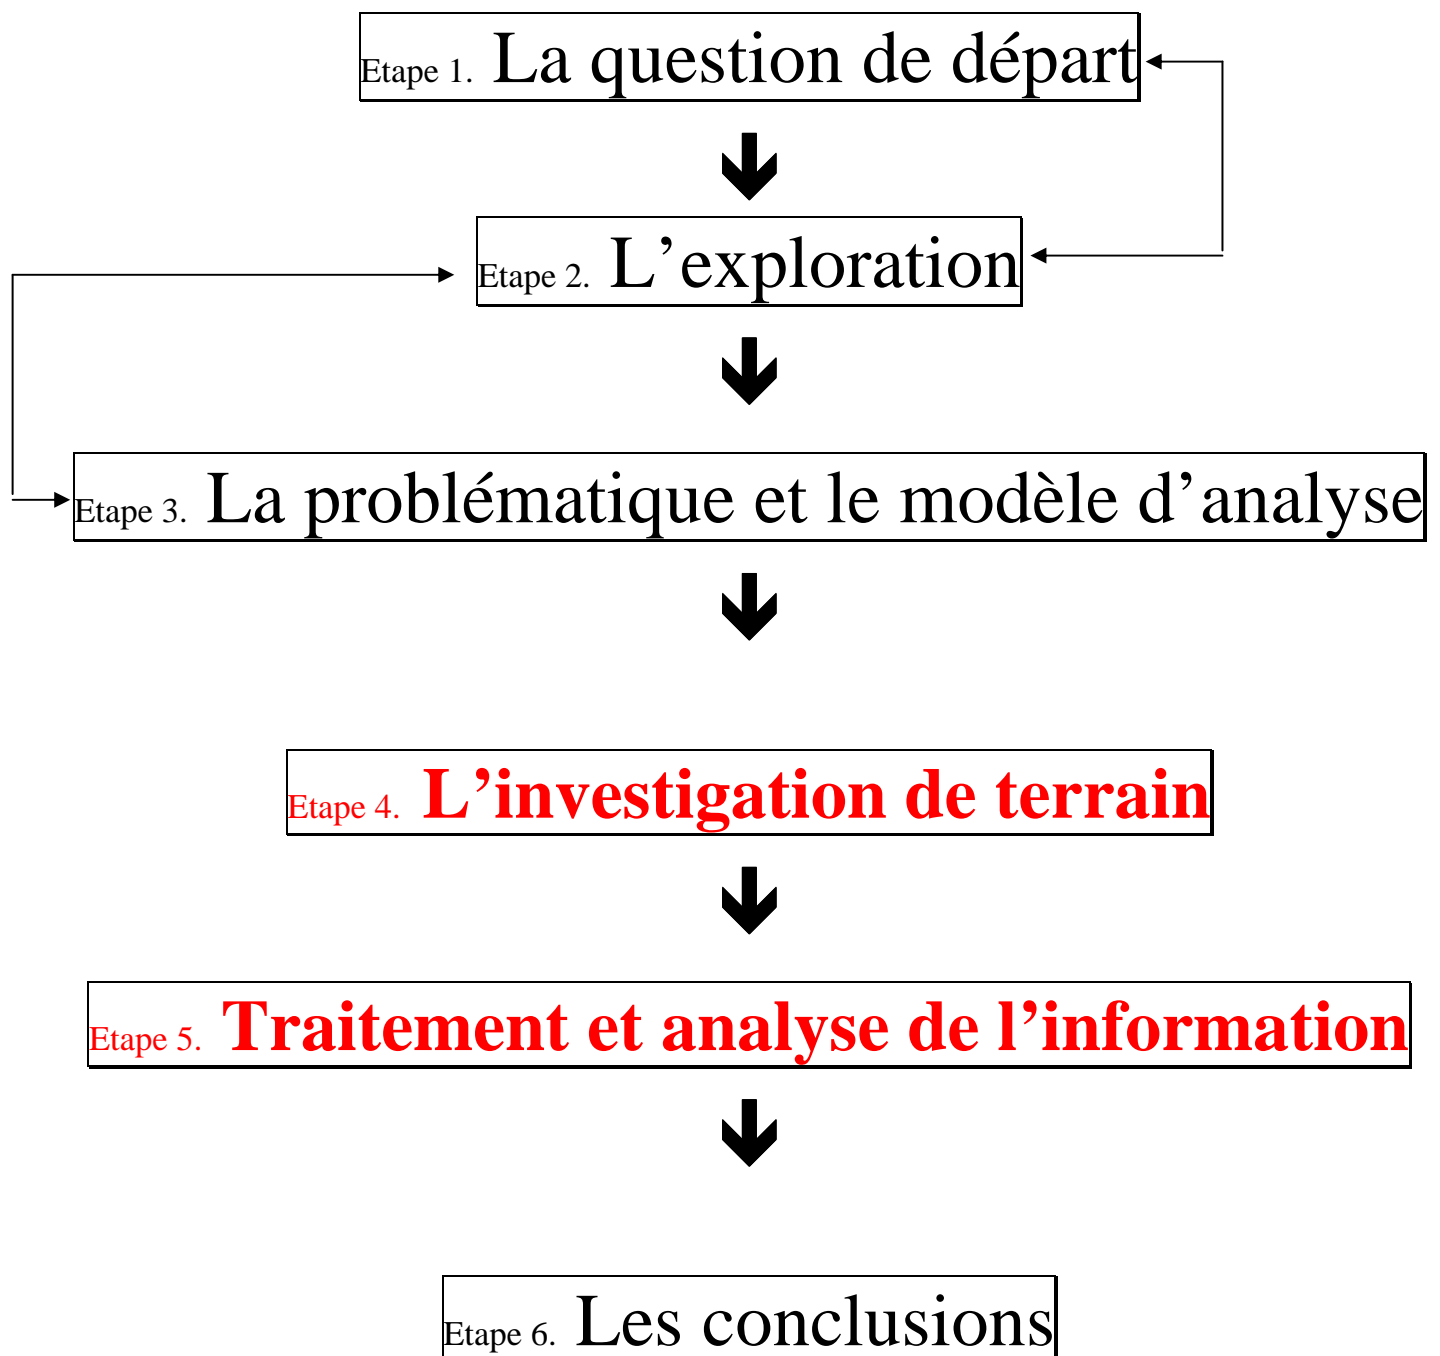 Etape 1. La question de départ
Etape 2. L’exploration
Etape 3. La problématique et le modèle d’analyse
Etape 4. L’investigation de terrain
Etape 5. Traitement et analyse de l’information
Etape 6. Les conclusions